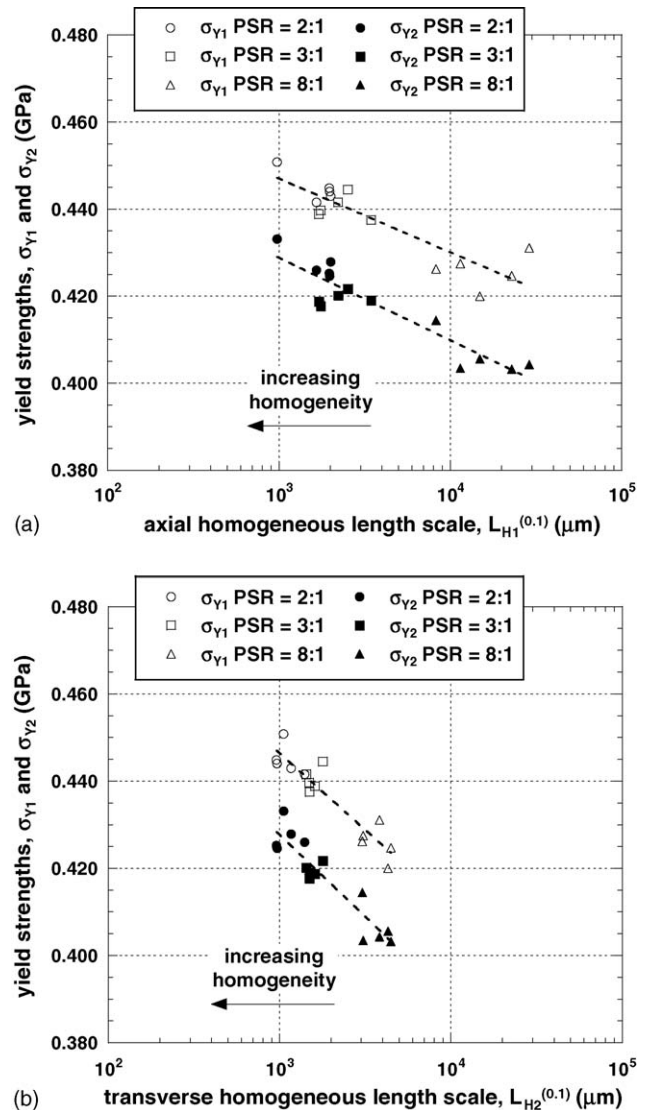 ○ σY1 PSR = 2:1 ● σY2 PSR = 2:1
□ σY1 PSR = 3:1 ■ σY2 PSR = 3:1
△ σY1 PSR = 8:1 ▲ σY2 PSR = 8:1
yield strengths, σY1 and σY2 (GPa)
0.480
0.460
0.440
0.420
0.400
0.380
increasing
homogeneity
10² 10³ 10⁴ 10⁵
(a) axial homogeneous length scale, LH1(0.1) (μm)
○ σY1 PSR = 2:1 ● σY2 PSR = 2:1
□ σY1 PSR = 3:1 ■ σY2 PSR = 3:1
△ σY1 PSR = 8:1 ▲ σY2 PSR = 8:1
yield strengths, σY1 and σY2 (GPa)
0.480
0.460
0.440
0.420
0.400
0.380
increasing
homogeneity
10² 10³ 10⁴ 10⁵
(b) transverse homogeneous length scale, LH2(0.1) (μm)